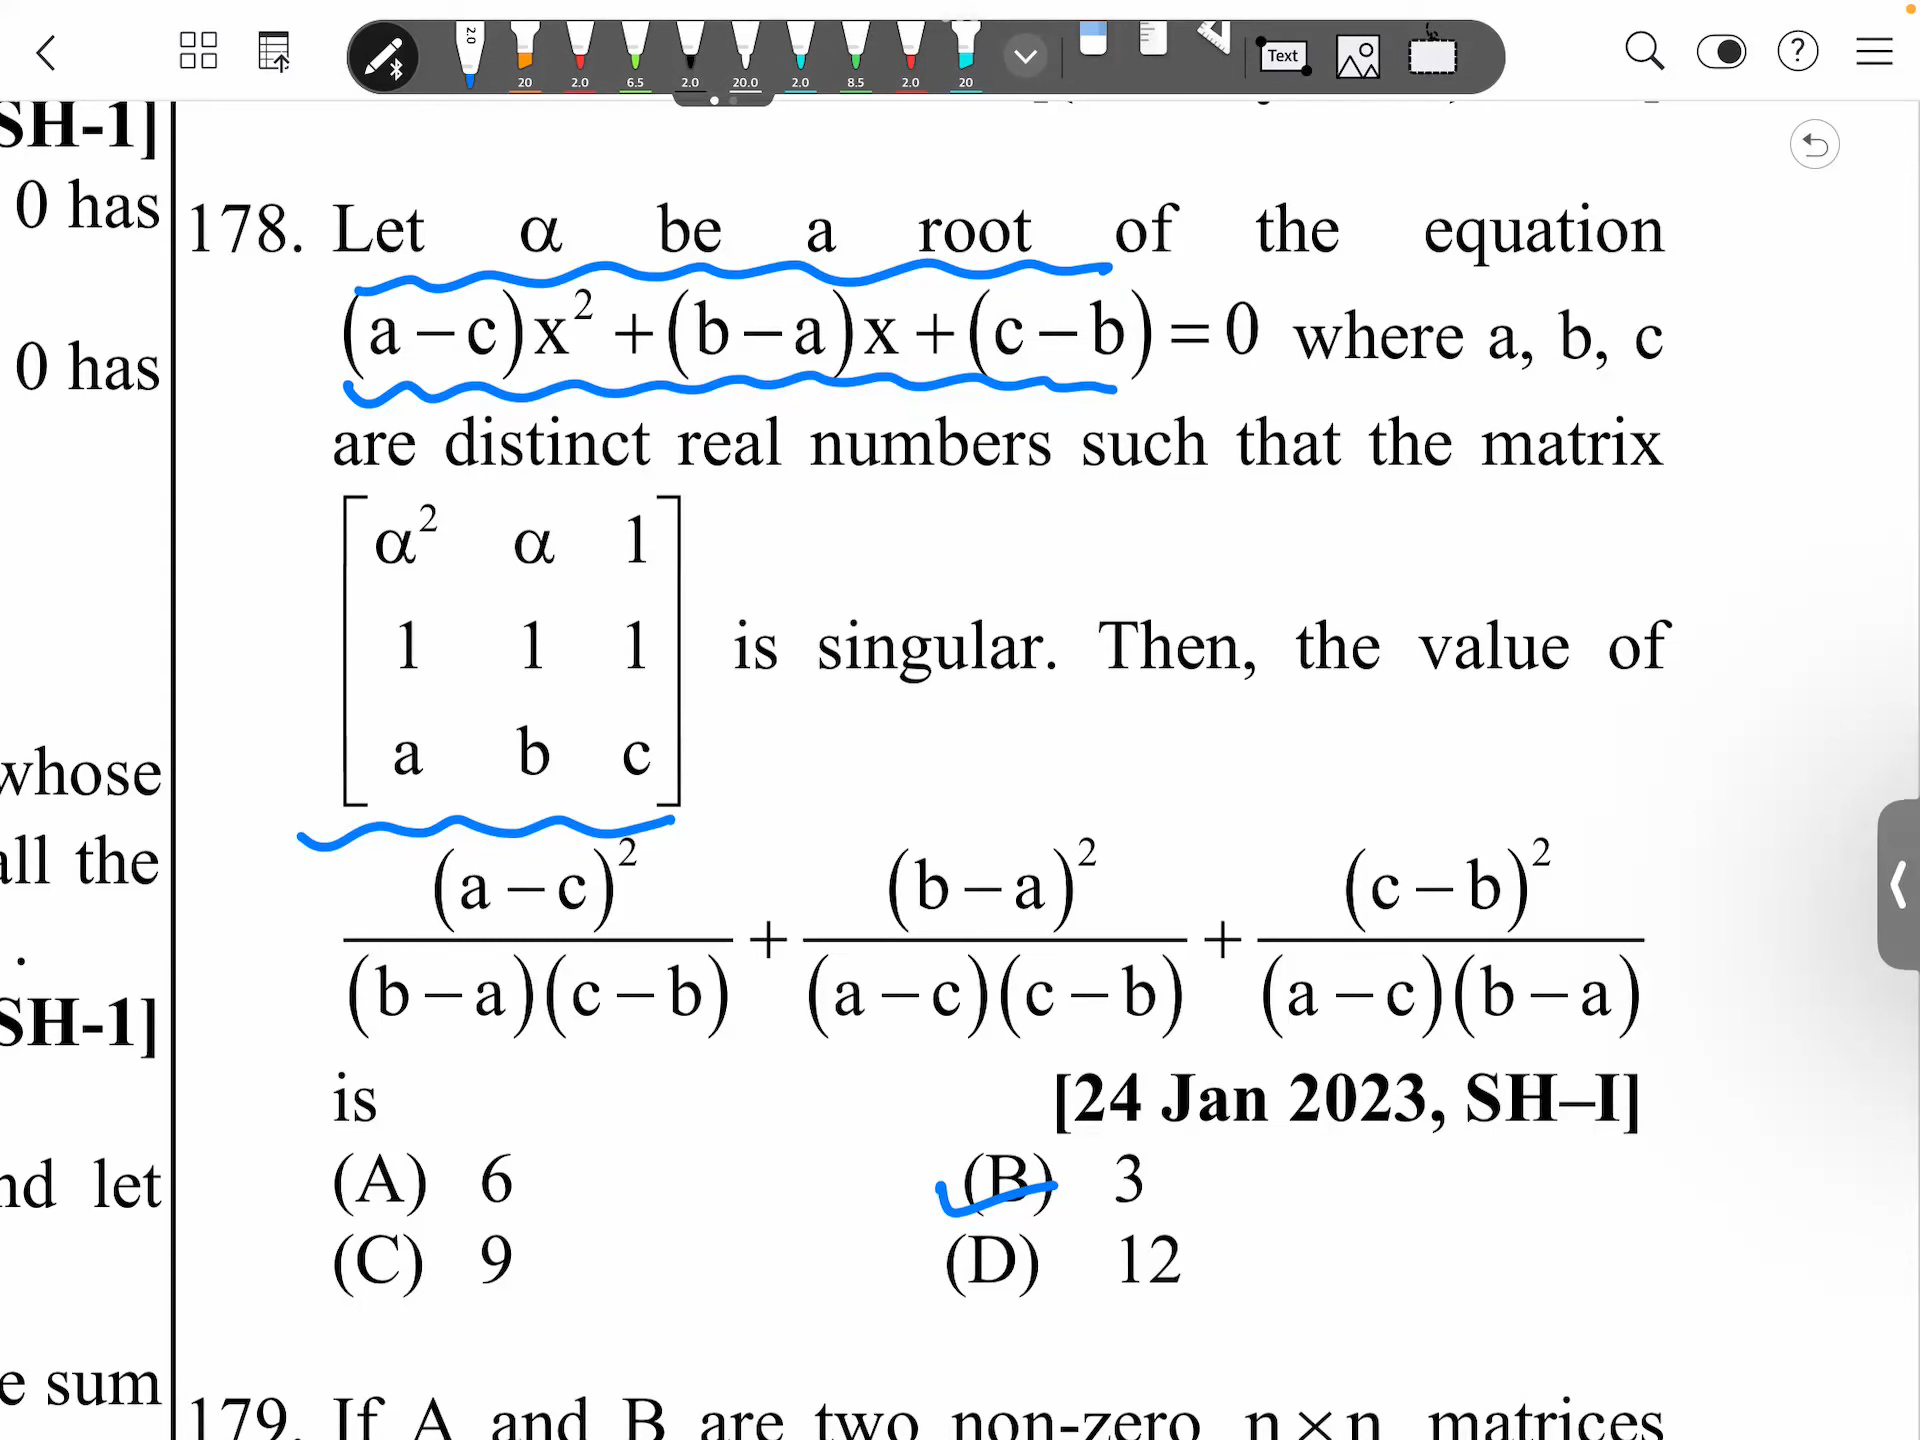 2.0 20 2.0 6.5 2.0 20.0 2.0 8.5 2.0 20 Text
SH-1]
0 has
0 has
whose
all the
.
SH-1]
nd let
e sum
178. Let α be a root of the equation
(a−c)x²+(b−a)x+(c−b)=0 where a, b, c
are distinct real numbers such that the matrix
[α² α 1
1 1 1
a b c] is singular. Then, the value of
(a−c)²/((b−a)(c−b)) + (b−a)²/((a−c)(c−b)) + (c−b)²/((a−c)(b−a))
is [24 Jan 2023, SH–I]
(A) 6 (B) 3
(C) 9 (D) 12
179. If A and B are two non-zero n×n matrices